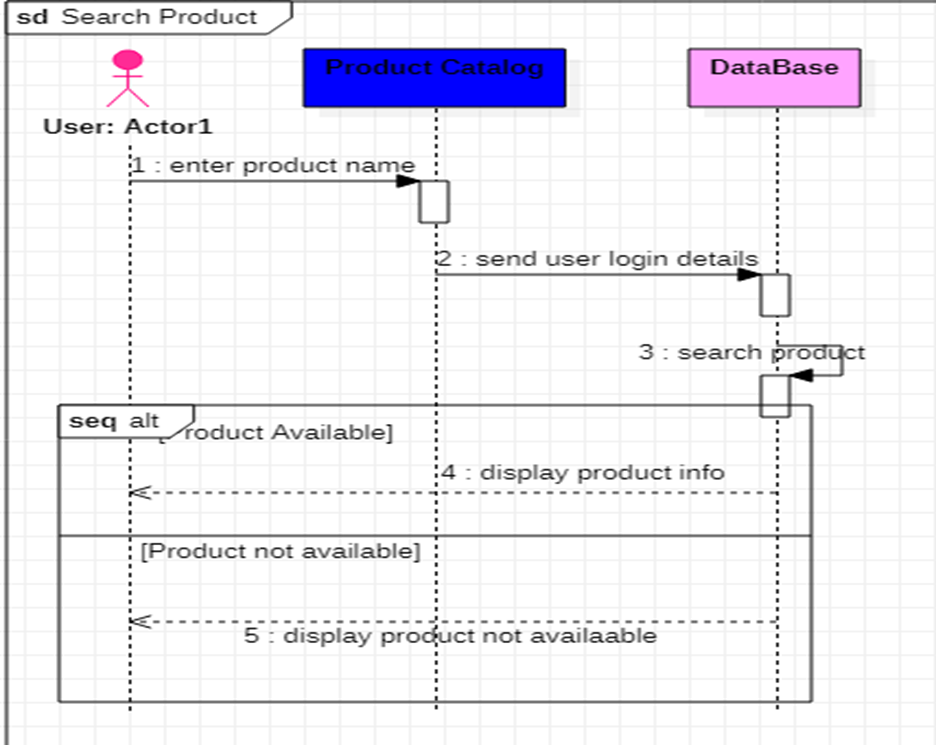 sd Search Product
Product Catalog
DataBase
User: Actor1
1 : enter product name
2 : send user login details
3 : search product
seq alt
[ roduct Available]
4 : display product info
[Product not available]
5 : display product not availaable